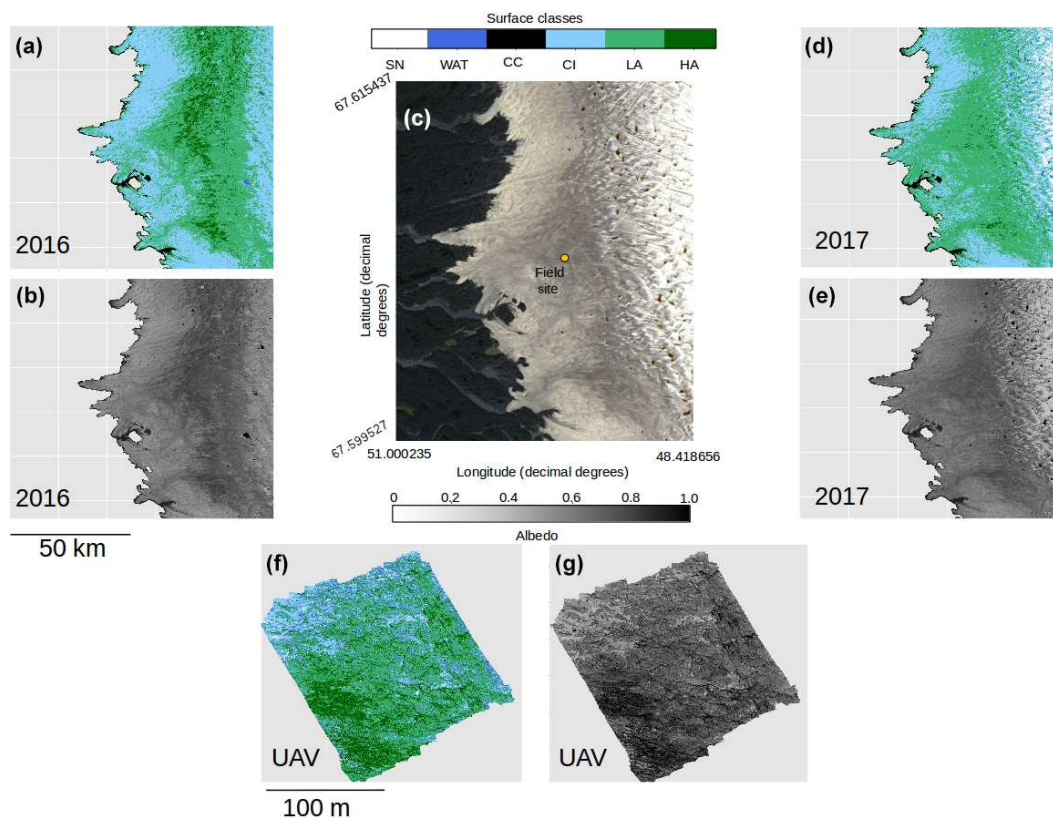 Surface classes
SN WAT CC CI LA HA
(a)
2016
(b)
2016
50 km
67.615437
(c)
Field
site
Latitude (decimal
degrees)
67.599527
51.000235 48.418656
Longitude (decimal degrees)
0 0.2 0.4 0.6 0.8 1.0
Albedo
(d)
2017
(e)
2017
(f)
UAV
100 m
(g)
UAV